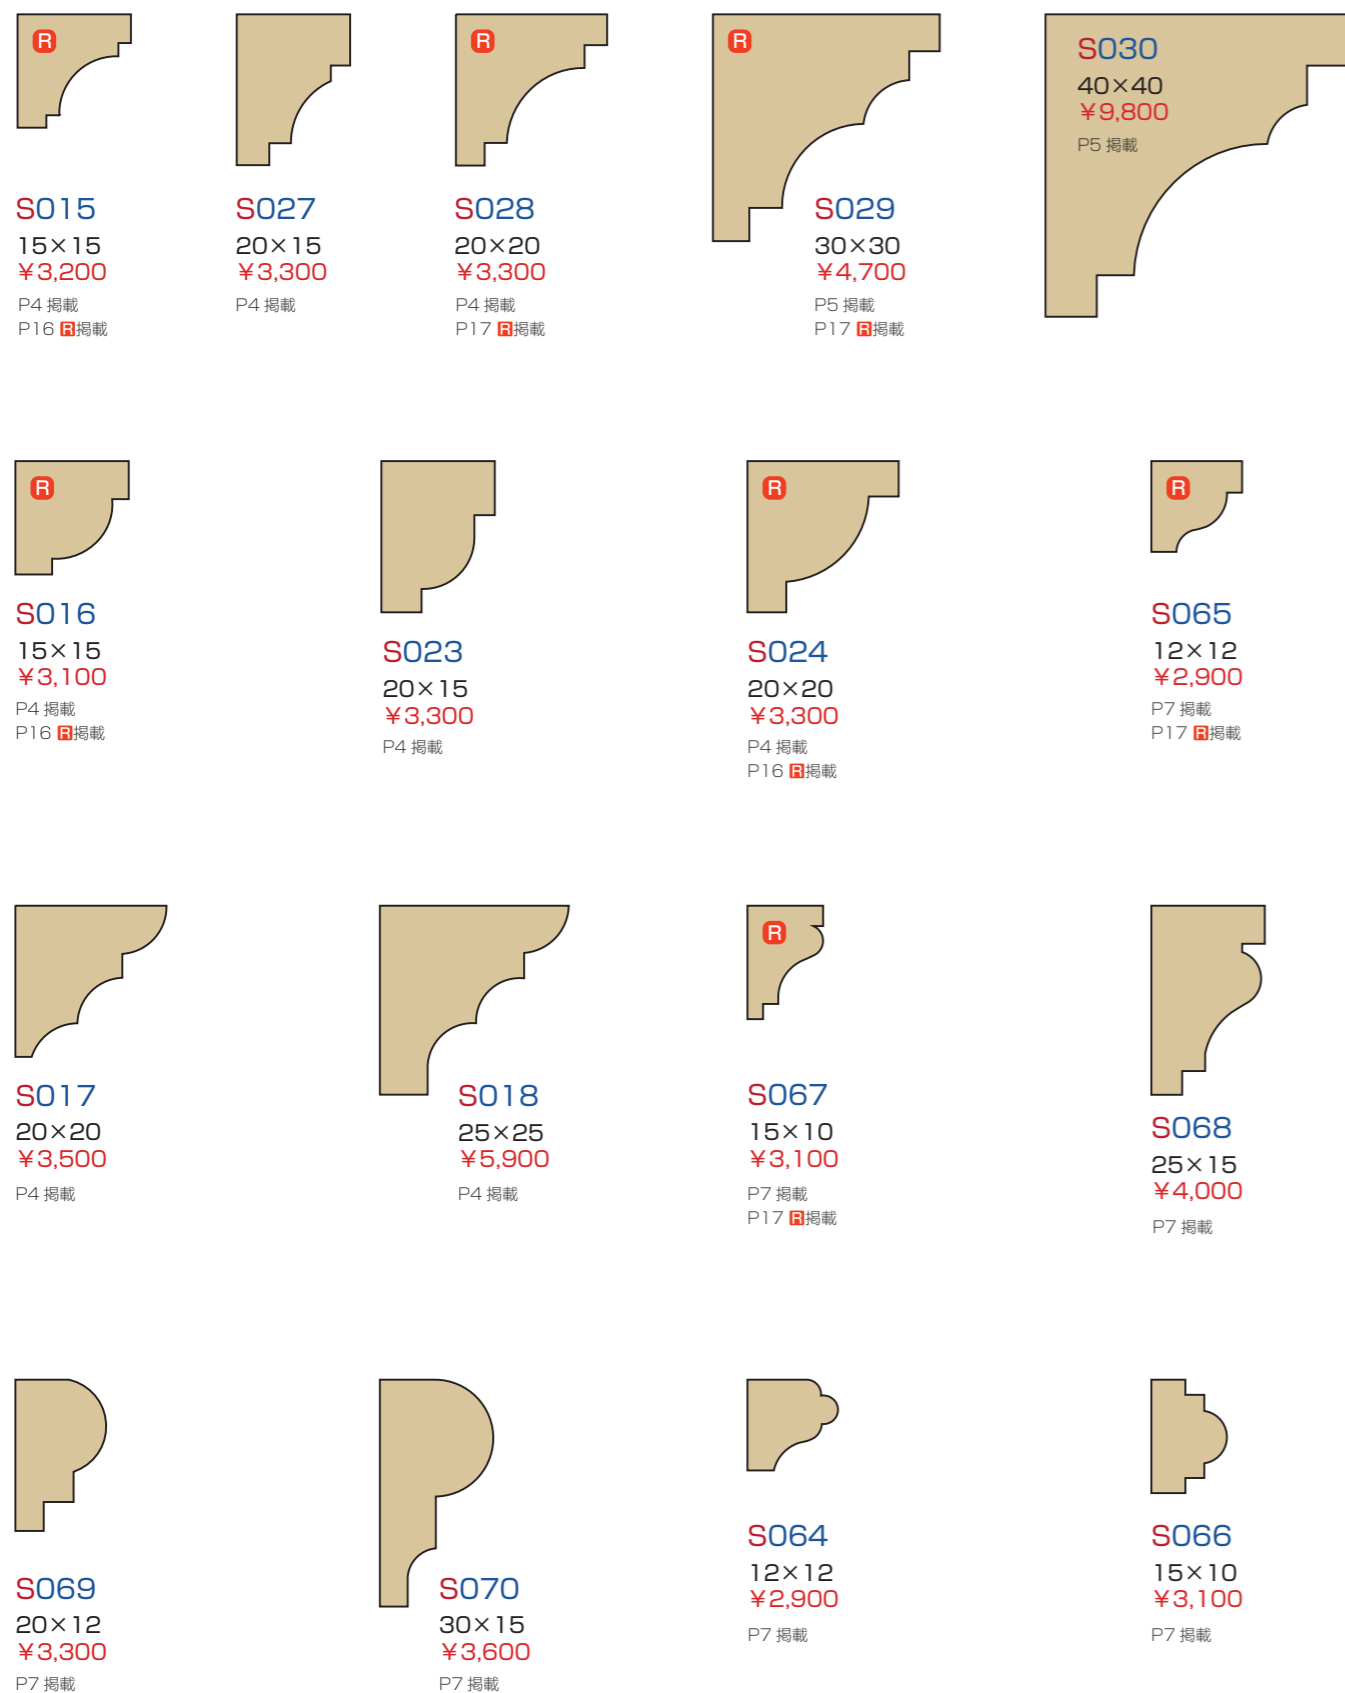 R
S015
15×15
￥3,200
P4 掲載
P16 R掲載
S027
20×15
￥3,300
P4 掲載
R
S028
20×20
￥3,300
P4 掲載
P17 R掲載
R
S029
30×30
￥4,700
P5 掲載
P17 R掲載
S030
40×40
￥9,800
P5 掲載
R
S016
15×15
￥3,100
P4 掲載
P16 R掲載
S023
20×15
￥3,300
P4 掲載
R
S024
20×20
￥3,300
P4 掲載
P16 R掲載
R
S065
12×12
￥2,900
P7 掲載
P17 R掲載
S017
20×20
￥3,500
P4 掲載
S018
25×25
￥5,900
P4 掲載
R
S067
15×10
￥3,100
P7 掲載
P17 R掲載
S068
25×15
￥4,000
P7 掲載
S069
20×12
￥3,300
P7 掲載
S070
30×15
￥3,600
P7 掲載
S064
12×12
￥2,900
P7 掲載
S066
15×10
￥3,100
P7 掲載